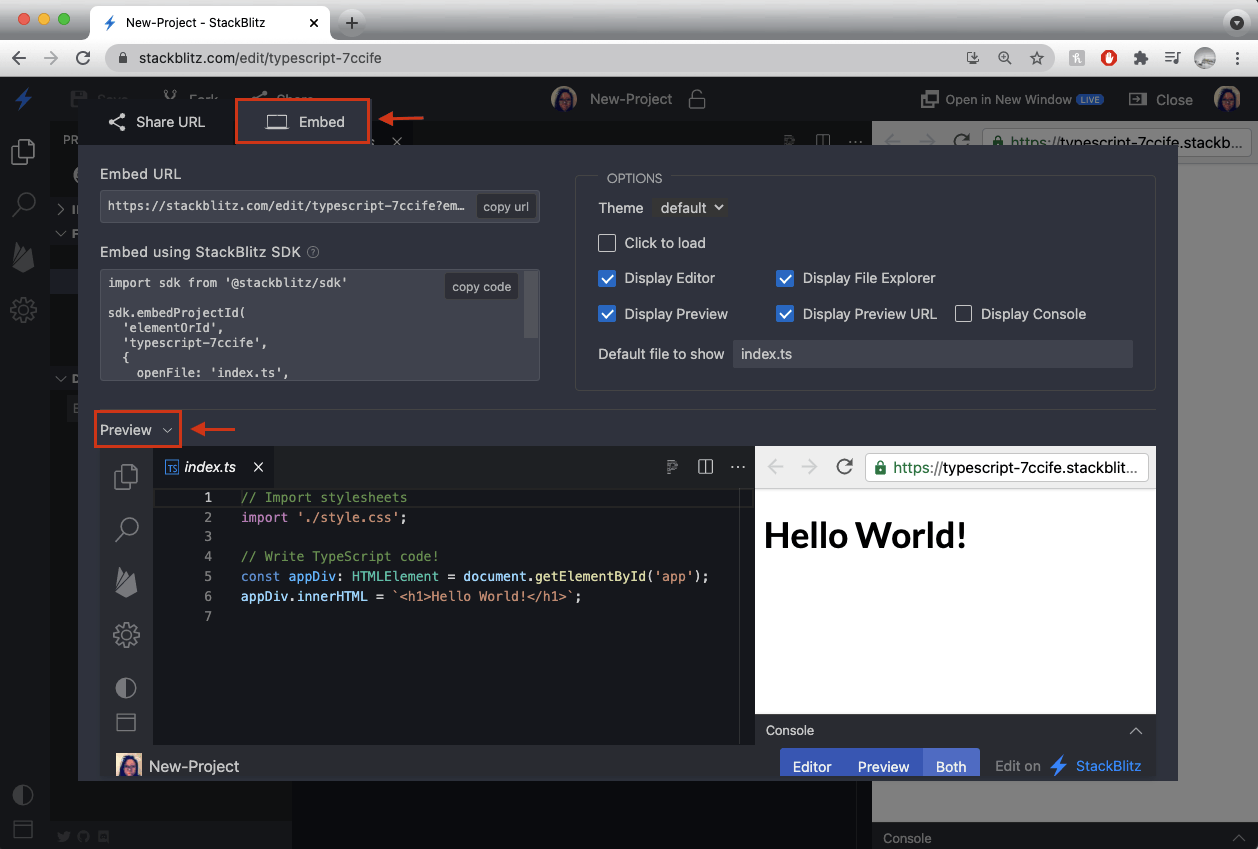 New-Project - StackBlitz
stackblitz.com/edit/typescript-7ccife
Save Fork Share
New-Project
Open in New Window LIVE
Close
Share URL
Embed
https://typescript-7ccife.stackb...
Embed URL
https://stackblitz.com/edit/typescript-7ccife?em…
copy url
Embed using StackBlitz SDK ?
import sdk from '@stackblitz/sdk'
copy code
sdk.embedProjectId(
'elementOrId',
'typescript-7ccife',
{
openFile: 'index.ts',
OPTIONS
Theme default
Click to load
Display Editor
Display File Explorer
Display Preview
Display Preview URL
Display Console
Default file to show index.ts
Preview
TS index.ts
1 // Import stylesheets
2 import './style.css';
3
4 // Write TypeScript code!
5 const appDiv: HTMLElement = document.getElementById('app');
6 appDiv.innerHTML = `<h1>Hello World!</h1>`;
7
https://typescript-7ccife.stackblit...
Hello World!
Console
New-Project
Editor Preview Both
Edit on StackBlitz
Console